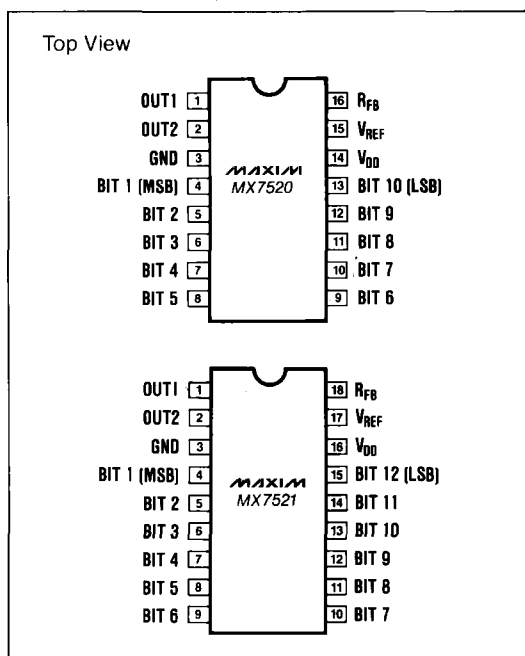 Top View
OUT1 1 16 RFB
OUT2 2 15 VREF
GND 3 14 VDD
BIT 1 (MSB) 4 MAXIM 13 BIT 10 (LSB)
BIT 2 5 MX7520 12 BIT 9
BIT 3 6 11 BIT 8
BIT 4 7 10 BIT 7
BIT 5 8 9 BIT 6
OUT1 1 18 RFB
OUT2 2 17 VREF
GND 3 16 VDD
BIT 1 (MSB) 4 MAXIM 15 BIT 12 (LSB)
BIT 2 5 MX7521 14 BIT 11
BIT 3 6 13 BIT 10
BIT 4 7 12 BIT 9
BIT 5 8 11 BIT 8
BIT 6 9 10 BIT 7